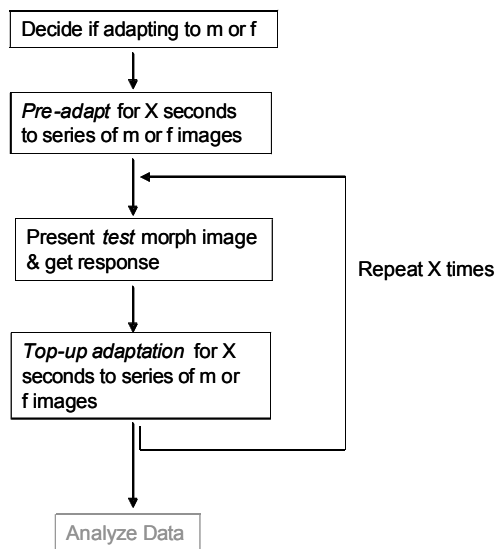 Decide if adapting to m or f
Pre-adapt for X seconds
to series of m or f images
Present test morph image
& get response
Repeat X times
Top-up adaptation for X
seconds to series of m or
f images
Analyze Data